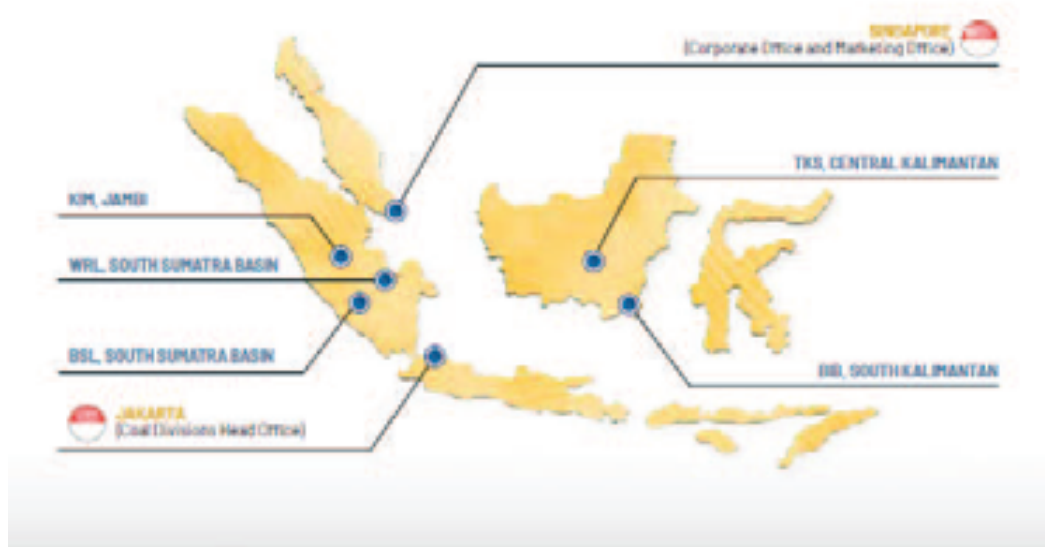 SINGAPORE
(Corporate Office and Marketing Office)
TKS, CENTRAL KALIMANTAN
KIM, JAMBI
WRL, SOUTH SUMATRA BASIN
BSL, SOUTH SUMATRA BASIN
BIB, SOUTH KALIMANTAN
JAKARTA
(Coal Divisions Head Office)